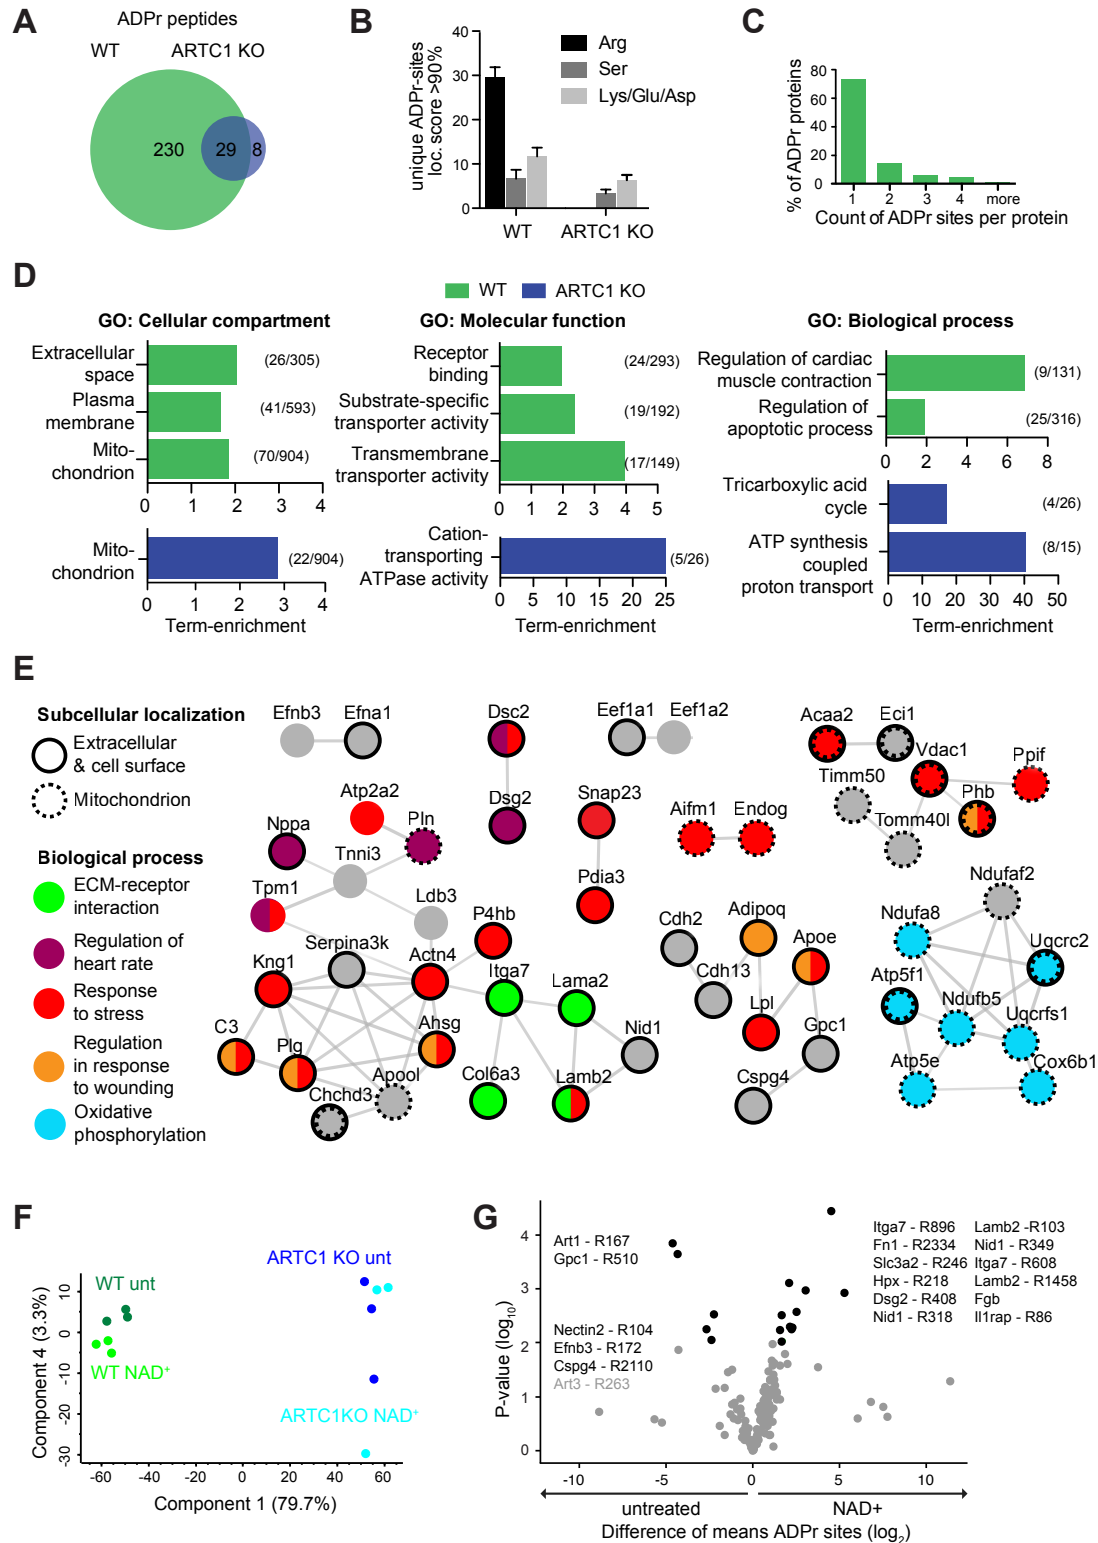 A
ADPr peptides
WT
ARTC1 KO
230
29
8
B
unique ADPr-sites
loc. score >90%
40
30
20
10
0
Arg
Ser
Lys/Glu/Asp
WT
ARTC1 KO
C
% of ADPr proteins
80
60
40
20
0
1 2 3 4 more
Count of ADPr sites per protein
D
WT
ARTC1 KO
GO: Cellular compartment
Extracellular
space
(26/305)
Plasma
membrane
(41/593)
Mito-
chondrion
(70/904)
0 1 2 3 4
Mito-
chondrion
(22/904)
0 1 2 3 4
Term-enrichment
GO: Molecular function
Receptor
binding
(24/293)
Substrate-specific
transporter activity
(19/192)
Transmembrane
transporter activity
(17/149)
0 1 2 3 4 5
Cation-
transporting
ATPase activity
(5/26)
0 5 10 15 20 25
Term-enrichment
GO: Biological process
Regulation of cardiac
muscle contraction
(9/131)
Regulation of
apoptotic process
(25/316)
0 2 4 6 8
Tricarboxylic acid
cycle
(4/26)
ATP synthesis
coupled
proton transport
(8/15)
0 10 20 30 40 50
Term-enrichment
E
Subcellular localization
Extracellular
& cell surface
Mitochondrion
Biological process
ECM-receptor
interaction
Regulation of
heart rate
Response
to stress
Regulation
in response
to wounding
Oxidative
phosphorylation
Efnb3
Efna1
Dsc2
Eef1a1
Eef1a2
Acaa2
Eci1
Vdac1
Ppif
Timm50
Phb
Tomm40l
Atp2a2
Nppa
Pln
Tnni3
Dsg2
Snap23
Aifm1
Endog
Tpm1
Ldb3
Pdia3
Ndufaf2
P4hb
Cdh2
Adipoq
Ndufa8
Serpina3k
Actn4
Apoe
Uqcrc2
Kng1
Itga7
Lama2
Cdh13
Atp5f1
Ndufb5
Uqcrfs1
Lpl
C3
Ahsg
Nid1
Gpc1
Plg
Apool
Col6a3
Lamb2
Cspg4
Atp5e
Cox6b1
Chchd3
F
Component 4 (3.3%)
10
0
-10
-20
-30
WT unt
WT NAD+
ARTC1 KO unt
ARTC1KO NAD+
-60 -40 -20 0 20 40 60
Component 1 (79.7%)
G
P-value (log10)
4
3
2
1
0
Art1 - R167
Gpc1 - R510
Nectin2 - R104
Efnb3 - R172
Cspg4 - R2110
Art3 - R263
Itga7 - R896
Fn1 - R2334
Slc3a2 - R246
Hpx - R218
Dsg2 - R408
Nid1 - R318
Lamb2 -R103
Nid1 - R349
Itga7 - R608
Lamb2 - R1458
Fgb
Il1rap - R86
-10 -5 0 5 10
untreated
NAD+
Difference of means ADPr sites (log2)